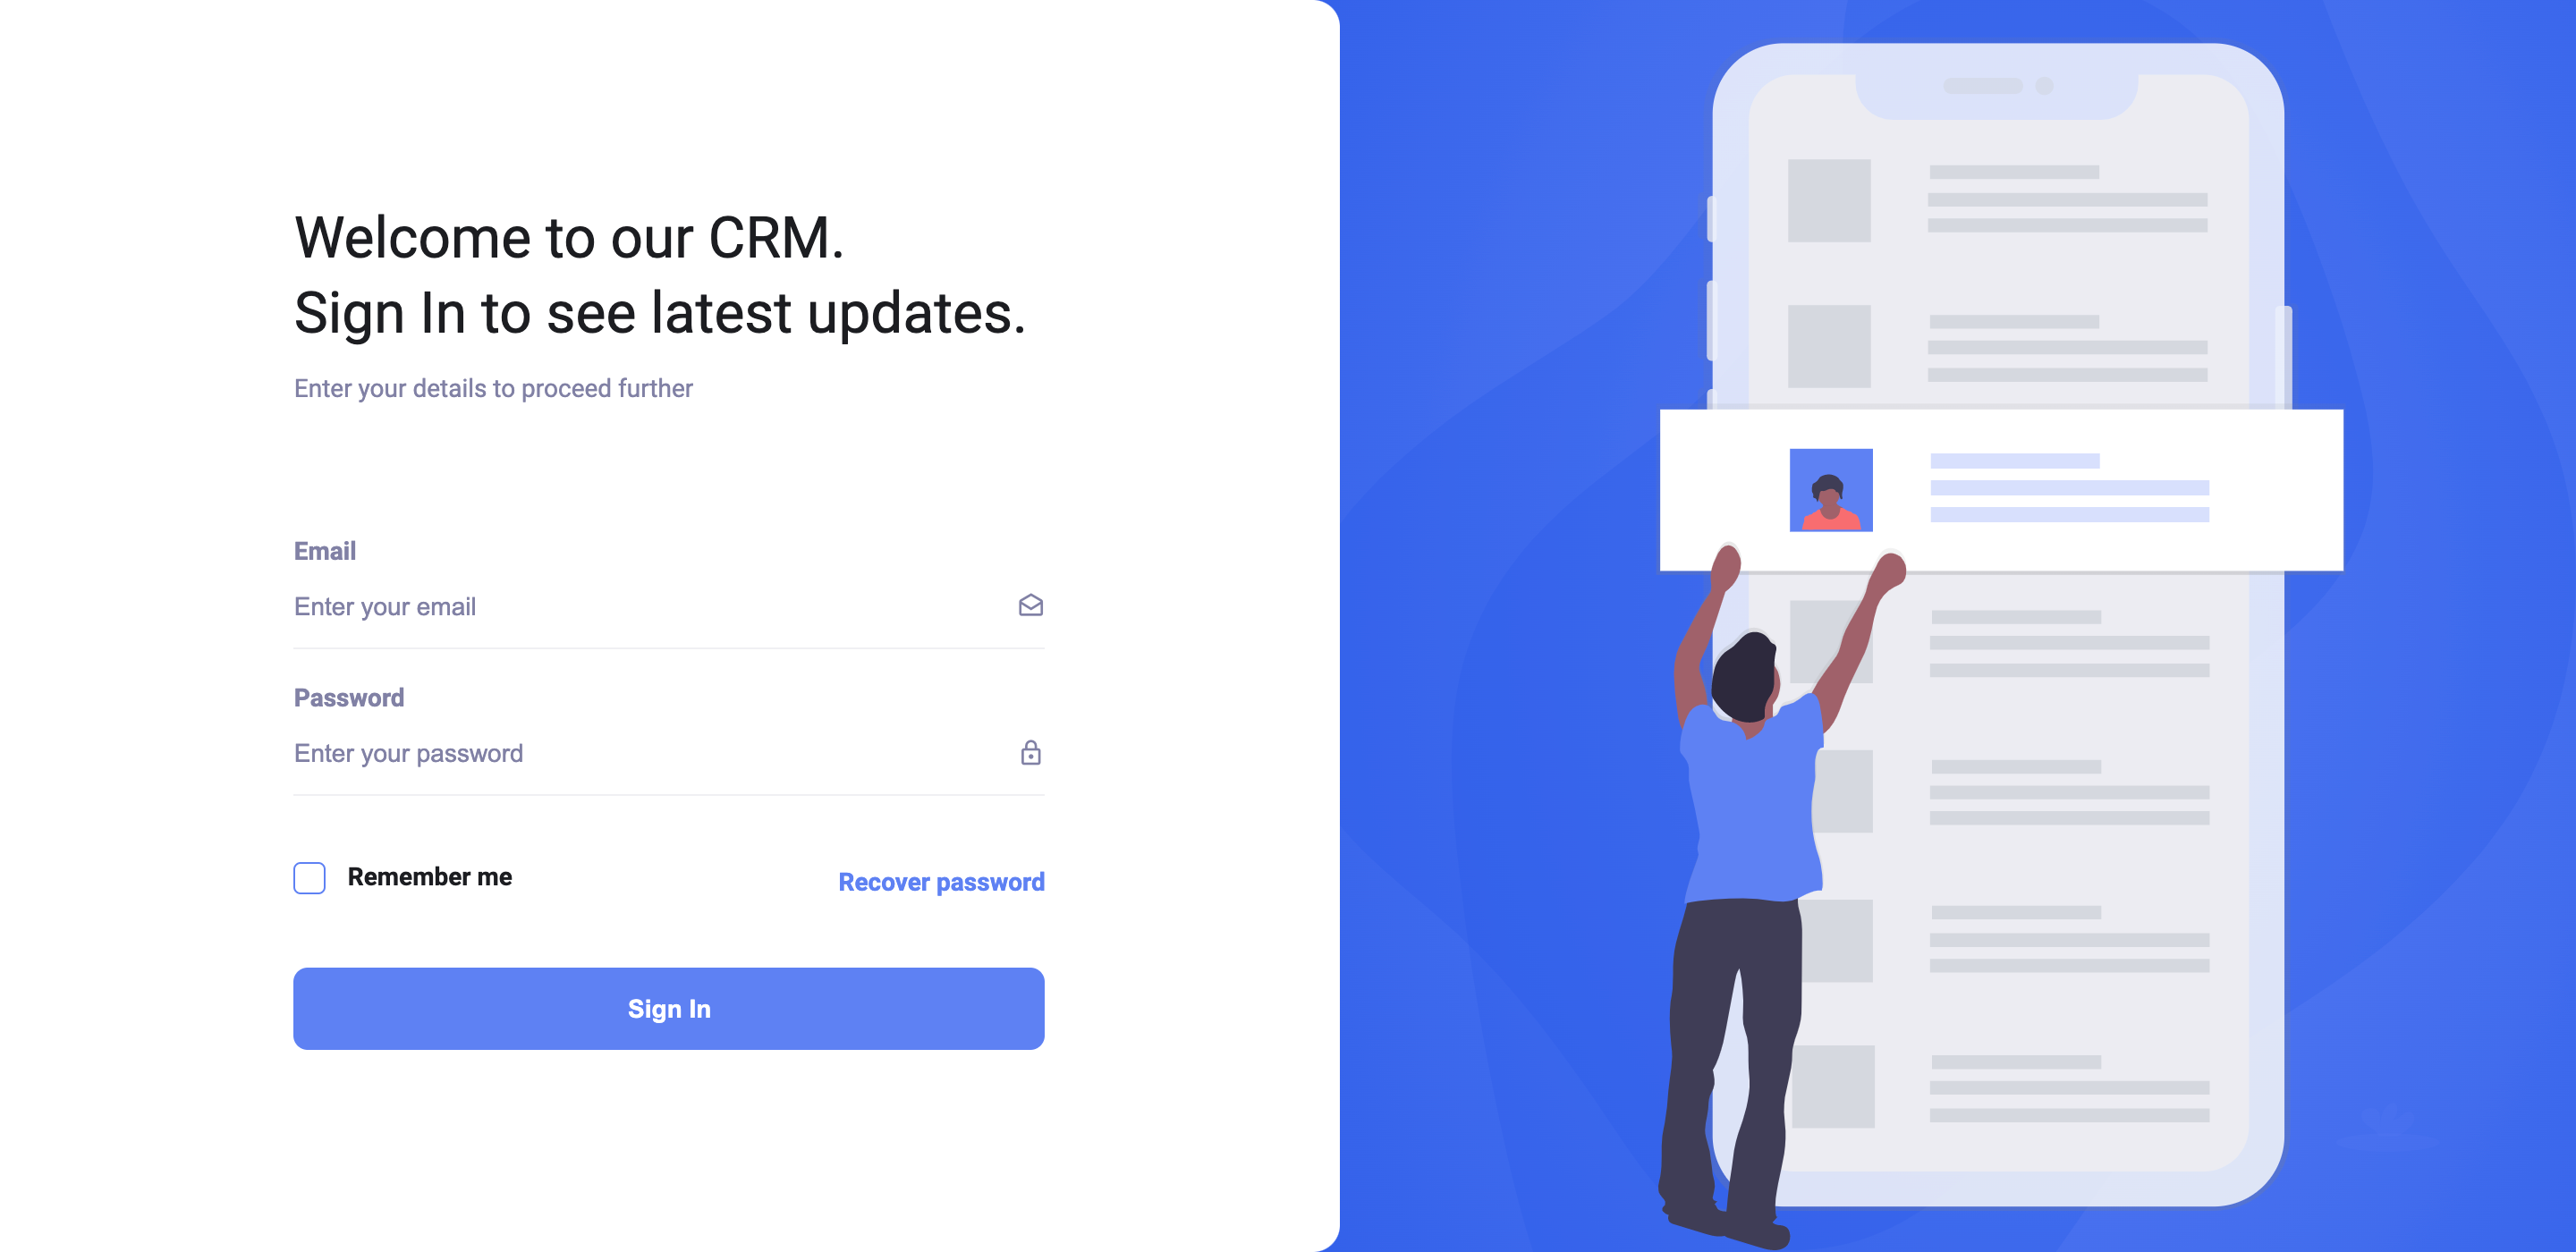 Welcome to our CRM.
Sign In to see latest updates.
Enter your details to proceed further
Email
Enter your email
Password
Enter your password
Remember me
Recover password
Sign In